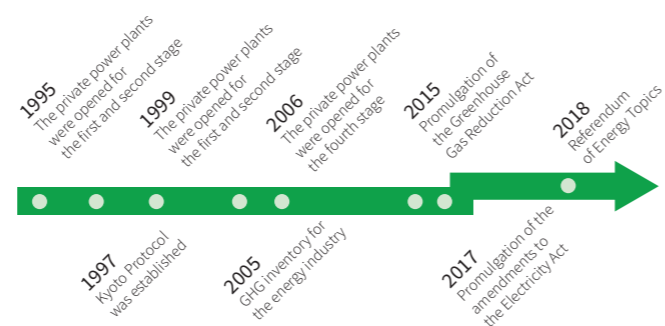 1995
The private power plants
were opened for
the first and second stage
1997
Kyoto Protocol
was established
1999
The private power plants
were opened for
the first and second stage
2005
GHG inventory for
the energy industry
2006
The private power plants
were opened for
the fourth stage
2015
Promulgation of
the Greenhouse
Gas Reduction Act
2017
Promulgation of the
amendments to
the Electricity Act
2018
Referendum
of Energy Topics